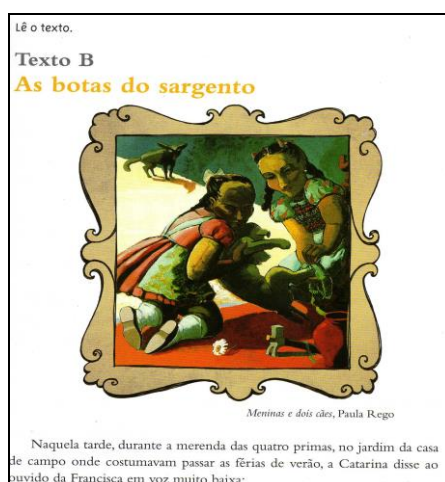 Lê o texto.
Texto B
As botas do sargento
Meninas e dois cães, Paula Rego
Naquela tarde, durante a merenda das quatro primas, no jardim da casa
de campo onde costumavam passar as férias de verão, a Catarina disse ao
ouvido da Francisca em voz muito baixa: